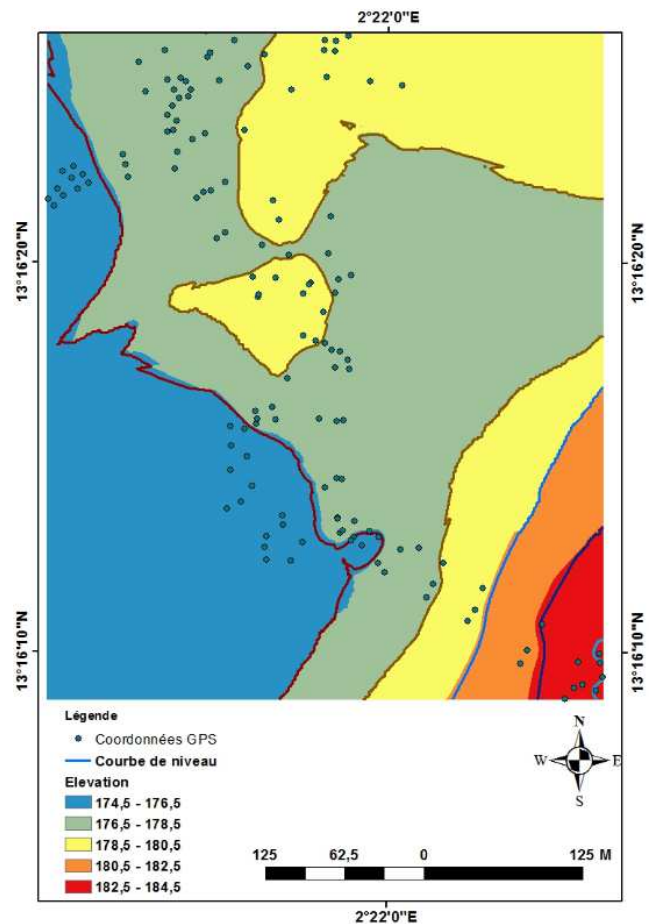 2°22'0"E
13°16'20"N
13°16'20"N
13°16'10"N
13°16'10"N
Légende
Coordonnées GPS
Courbe de niveau
Elevation
174,5 - 176,5
176,5 - 178,5
178,5 - 180,5
180,5 - 182,5
182,5 - 184,5
N
W
E
S
125 62,5 0 125 M
2°22'0"E